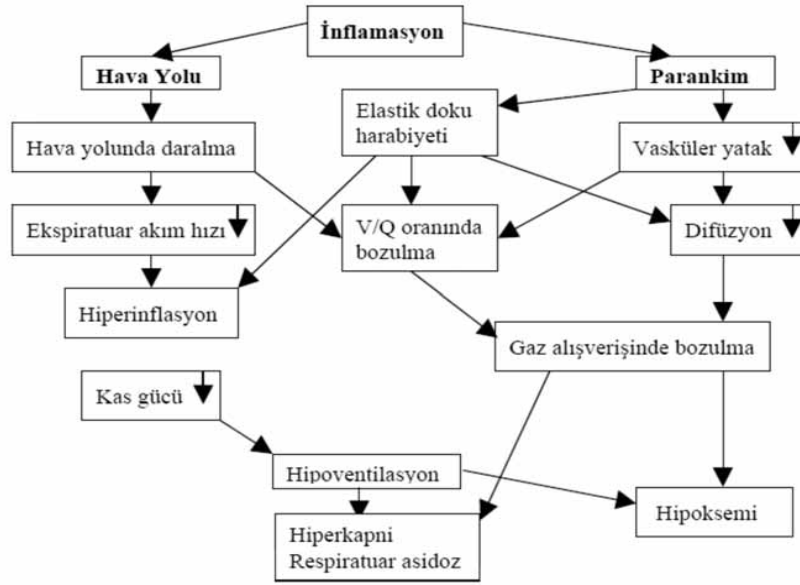 İnflamasyon
Hava Yolu
Parankim
Elastik doku
harabiyeti
Hava yolunda daralma
Vasküler yatak
Ekspiratuar akım hızı
V/Q oranında
bozulma
Difüzyon
Hiperinflasyon
Gaz alışverişinde bozulma
Kas gücü
Hipoventilasyon
Hipoksemi
Hiperkapni
Respiratuar asidoz